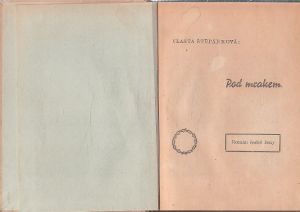 VLASTA ŠTĚPÁNKOVÁ:
Pod mrakem.
Román české ženy